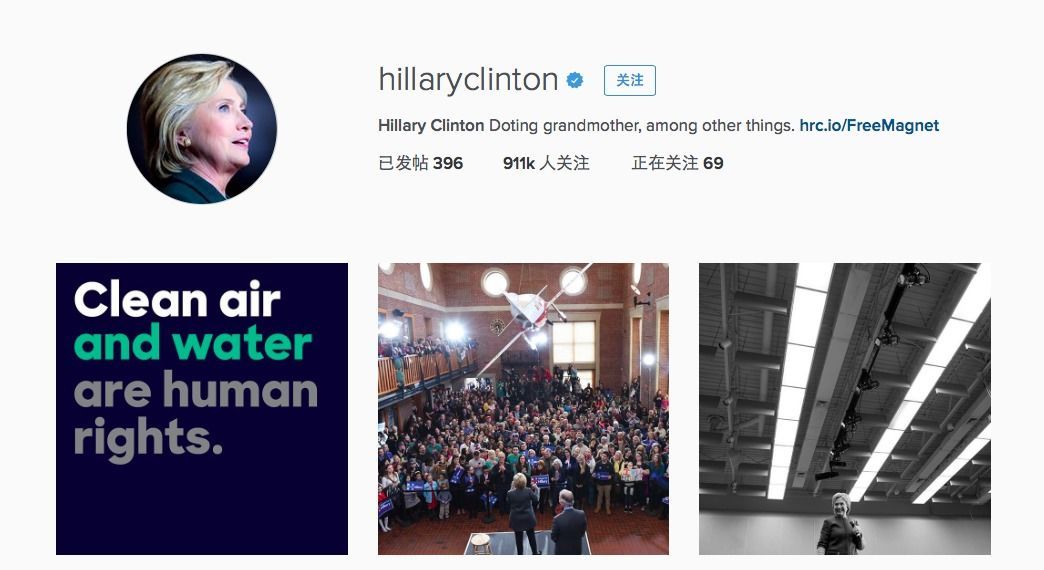 hillaryclinton 关注
Hillary Clinton Doting grandmother, among other things. hrc.io/FreeMagnet
已发帖 396 911k 人关注 正在关注 69
Clean air
and water
are human
rights.